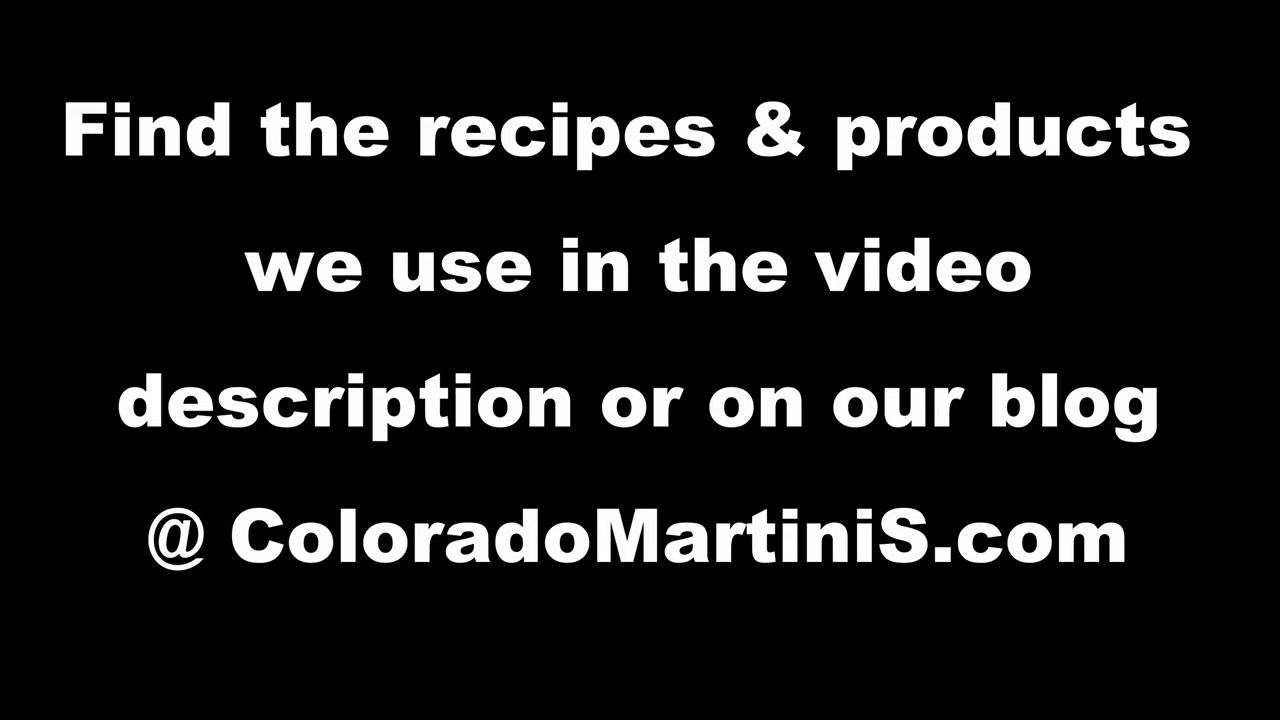 Find the recipes & products
we use in the video
description or on our blog
@ ColoradoMartiniS.com